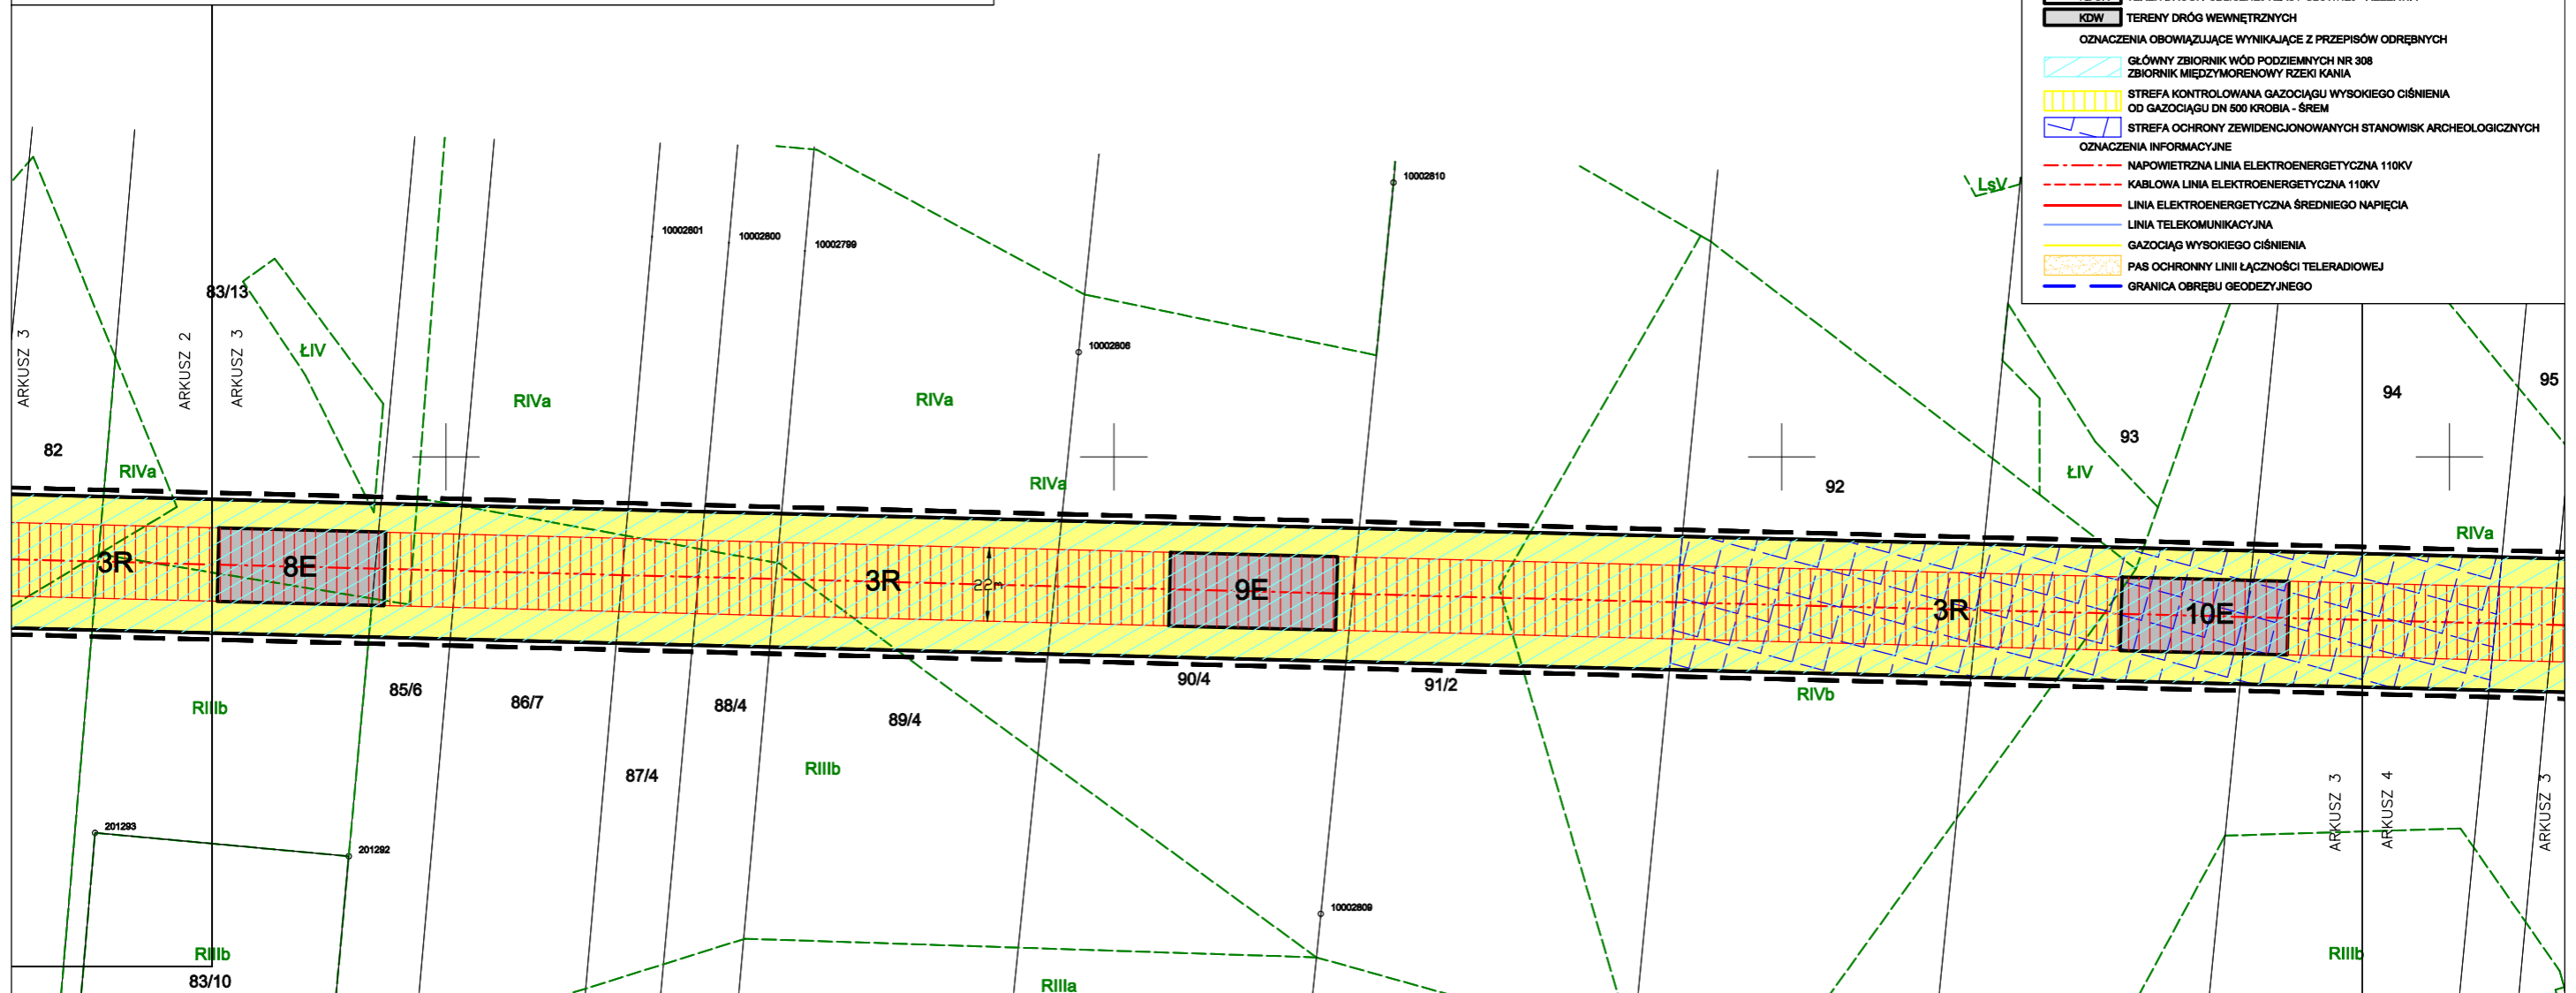 KDW TERENY DRÓG WEWNĘTRZNYCH
OZNACZENIA OBOWIĄZUJĄCE WYNIKAJĄCE Z PRZEPISÓW ODRĘBNYCH
GŁÓWNY ZBIORNIK WÓD PODZIEMNYCH NR 308
ZBIORNIK MIĘDZYMORENOWY RZEKI KANIA
STREFA KONTROLOWANA GAZOCIĄGU WYSOKIEGO CIŚNIENIA
OD GAZOCIĄGU DN 500 KROBIA - ŚREM
STREFA OCHRONY ZEWIDENCJONOWANYCH STANOWISK ARCHEOLOGICZNYCH
OZNACZENIA INFORMACYJNE
NAPOWIETRZNA LINIA ELEKTROENERGETYCZNA 110KV
KABLOWA LINIA ELEKTROENERGETYCZNA 110KV
LINIA ELEKTROENERGETYCZNA ŚREDNIEGO NAPIĘCIA
LINIA TELEKOMUNIKACYJNA
GAZOCIĄG WYSOKIEGO CIŚNIENIA
PAS OCHRONNY LINII ŁĄCZNOŚCI TELERADIOWEJ
GRANICA OBRĘBU GEODEZYJNEGO
10002810
LsV
10002801
10002800
10002799
83/13
ARKUSZ 3
ARKUSZ 2
ARKUSZ 3
ŁIV
10002806
RIVa
RIVa
94
95
82
RIVa
RIVa
92
93
ŁIV
RIVa
3R
8E
3R
22m
9E
3R
10E
85/6
86/7
88/4
89/4
90/4
91/2
RIVb
RIIIb
87/4
RIIIb
ARKUSZ 3
ARKUSZ 4
ARKUSZ 3
201293
201292
10002809
RIIIb
83/10
RIIIa
RIIIb